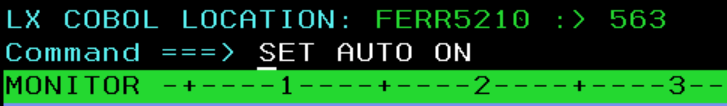 LX COBOL LOCATION: FERR5210 :> 563
Command ===> SET AUTO ON
MONITOR -+----1----+----2----+----3--